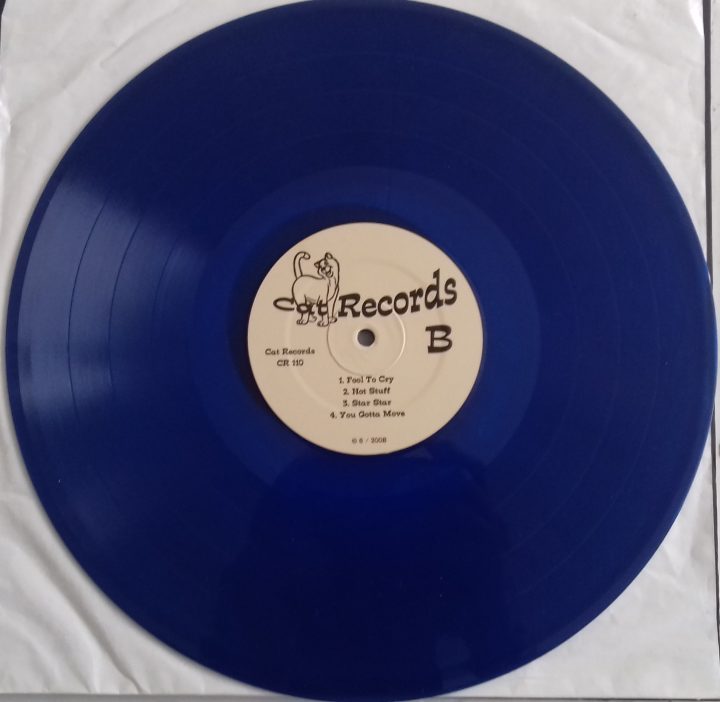 Cat Records
B
Cat Records
CR 110
1. Fool To Cry
2. Hot Stuff
3. Star Star
4. You Gotta Move
© 6 / 2008